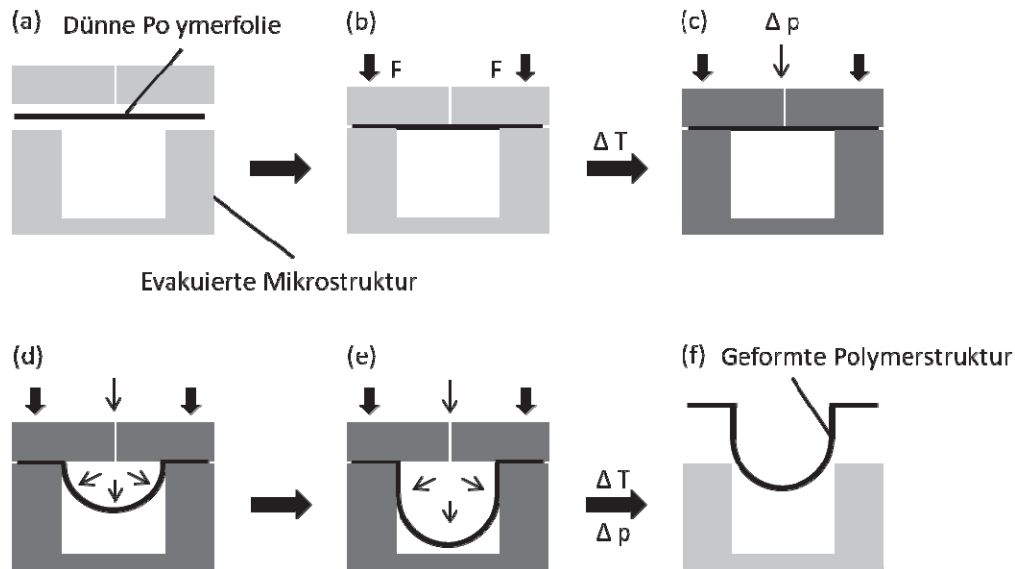 (a)
Dünne Po ymerfolie
(b)
F
F
(c)
Δ p
Δ T
Evakuierte Mikrostruktur
(d)
(e)
(f)
Geformte Polymerstruktur
Δ T
Δ p